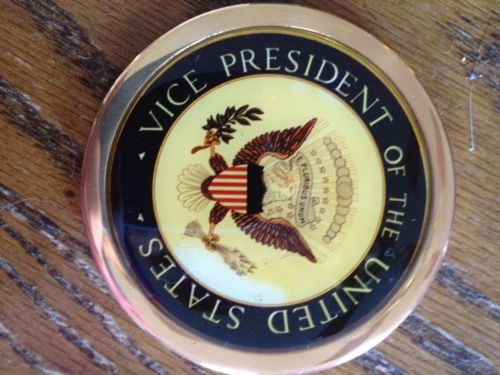 VICE PRESIDENT OF THE UNITED STATES
E PLURIBUS UNUM